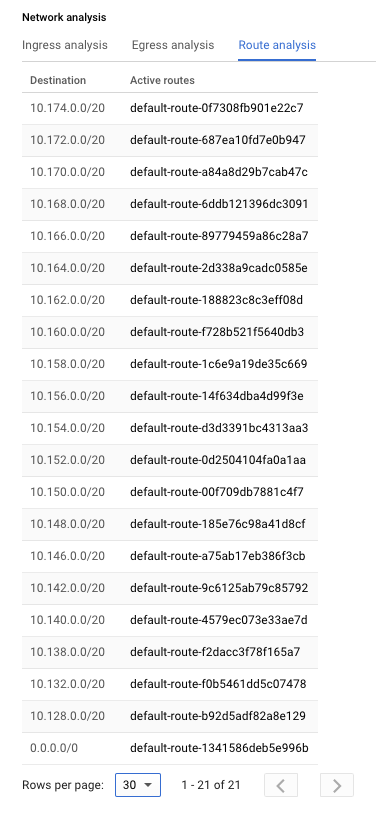 Network analysis
Ingress analysis Egress analysis Route analysis
Destination Active routes
10.174.0.0/20 default-route-0f7308fb901e22c7
10.172.0.0/20 default-route-687ea10fd7e0b947
10.170.0.0/20 default-route-a84a8d29b7cab47c
10.168.0.0/20 default-route-6ddb121396dc3091
10.166.0.0/20 default-route-89779459a86c28a7
10.164.0.0/20 default-route-2d338a9cadc0585e
10.162.0.0/20 default-route-188823c8c3eff08d
10.160.0.0/20 default-route-f728b521f5640db3
10.158.0.0/20 default-route-1c6e9a19de35c669
10.156.0.0/20 default-route-14f634dba4d99f3e
10.154.0.0/20 default-route-d3d3391bc4313aa3
10.152.0.0/20 default-route-0d2504104fa0a1aa
10.150.0.0/20 default-route-00f709db7881c4f7
10.148.0.0/20 default-route-185e76c98a41d8cf
10.146.0.0/20 default-route-a75ab17eb386f3cb
10.142.0.0/20 default-route-9c6125ab79c85792
10.140.0.0/20 default-route-4579ec073e33ae7d
10.138.0.0/20 default-route-f2dacc3f78f165a7
10.132.0.0/20 default-route-f0b5461dd5c07478
10.128.0.0/20 default-route-b92d5adf82a8e129
0.0.0.0/0 default-route-1341586deb5e996b
Rows per page: 30 1 - 21 of 21